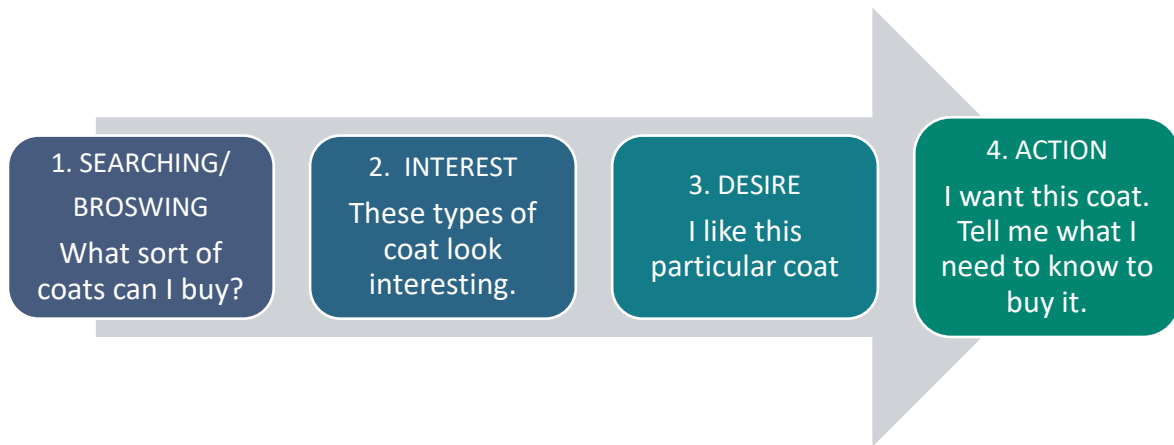 1. SEARCHING/
BROSWING
What sort of
coats can I buy?
2. INTEREST
These types of
coat look
interesting.
3. DESIRE
I like this
particular coat
4. ACTION
I want this coat.
Tell me what I
need to know to
buy it.